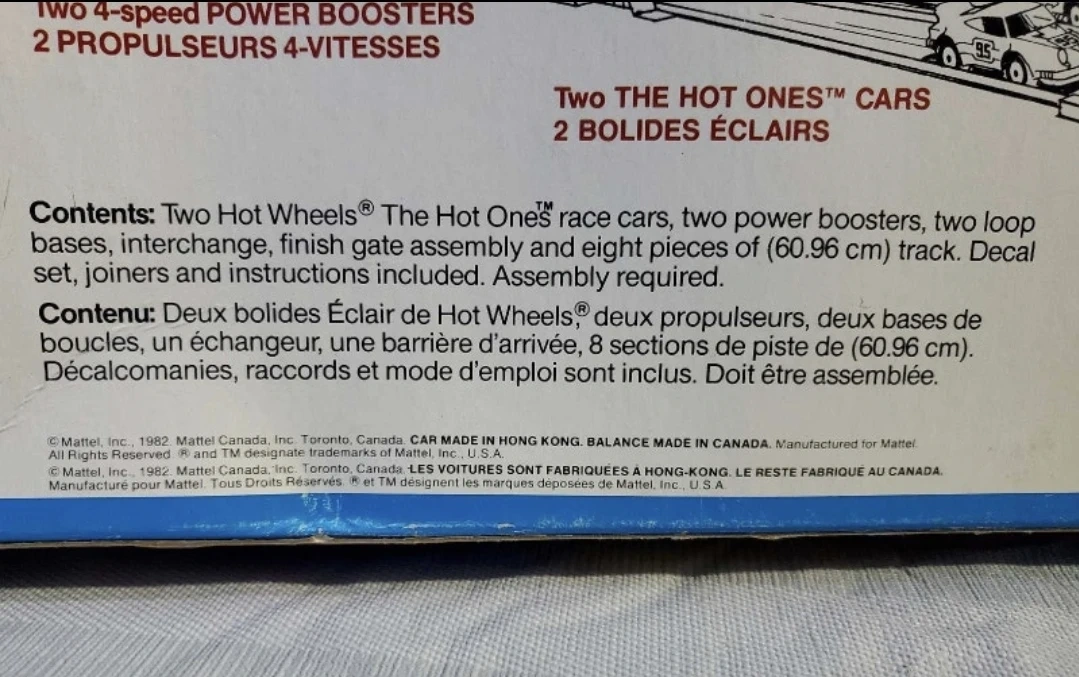 Two 4-speed POWER BOOSTERS
2 PROPULSEURS 4-VITESSES
95
Two THE HOT ONES™ CARS
2 BOLIDES ÉCLAIRS
Contents: Two Hot Wheels® The Hot Ones™ race cars, two power boosters, two loop
bases, interchange, finish gate assembly and eight pieces of (60.96 cm) track. Decal
set, joiners and instructions included. Assembly required.
Contenu: Deux bolides Éclair de Hot Wheels,® deux propulseurs, deux bases de
boucles, un échangeur, une barrière d'arrivée, 8 sections de piste de (60.96 cm).
Décalcomanies, raccords et mode d'emploi sont inclus. Doit être assemblée.
© Mattel, Inc., 1982. Mattel Canada, Inc. Toronto, Canada. CAR MADE IN HONG KONG. BALANCE MADE IN CANADA. Manufactured for Mattel.
All Rights Reserved. ® and TM designate trademarks of Mattel, Inc., U.S.A.
© Mattel, Inc., 1982. Mattel Canada, Inc. Toronto, Canada. LES VOITURES SONT FABRIQUÉES À HONG-KONG. LE RESTE FABRIQUÉ AU CANADA.
Manufacturé pour Mattel. Tous Droits Réservés. ® et TM désignent les marques déposées de Mattel, Inc., U.S.A.